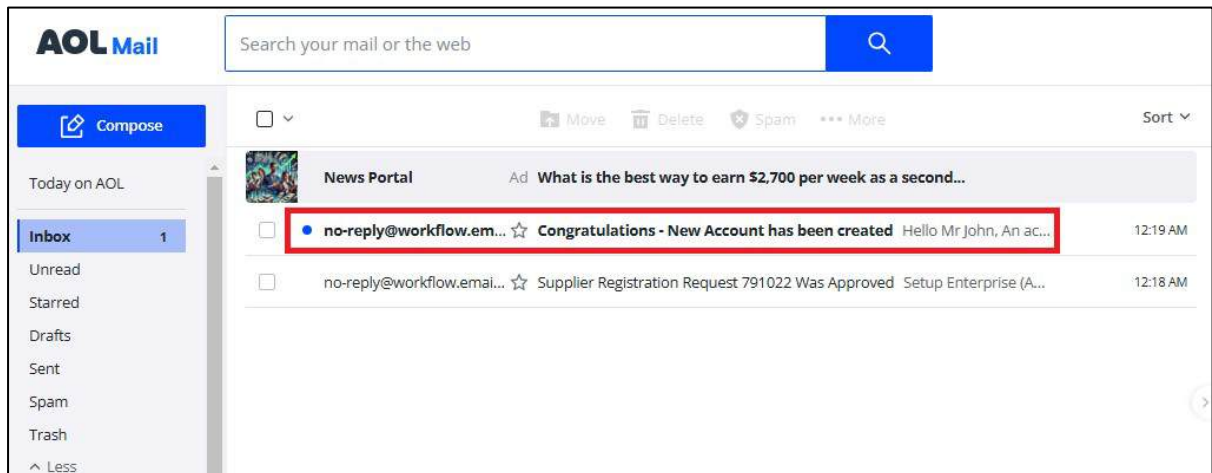 AOL Mail
Search your mail or the web
Compose
Move Delete Spam More
Sort
Today on AOL
News Portal Ad What is the best way to earn $2,700 per week as a second...
Inbox 1
no-reply@workflow.em... Congratulations - New Account has been created Hello Mr John, An ac... 12:19 AM
Unread
no-reply@workflow.emai... Supplier Registration Request 791022 Was Approved Setup Enterprise (A... 12:18 AM
Starred
Drafts
Sent
Spam
Trash
Less